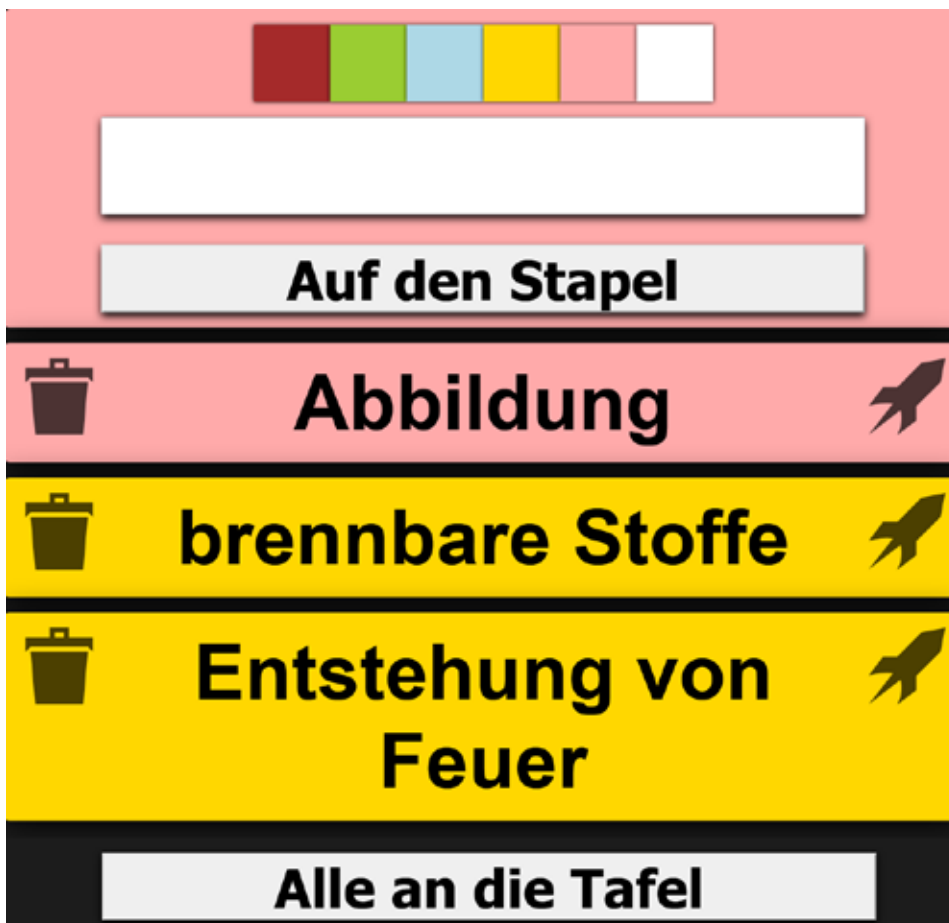 Auf den Stapel
Abbildung
brennbare Stoffe
Entstehung von
Feuer
Alle an die Tafel